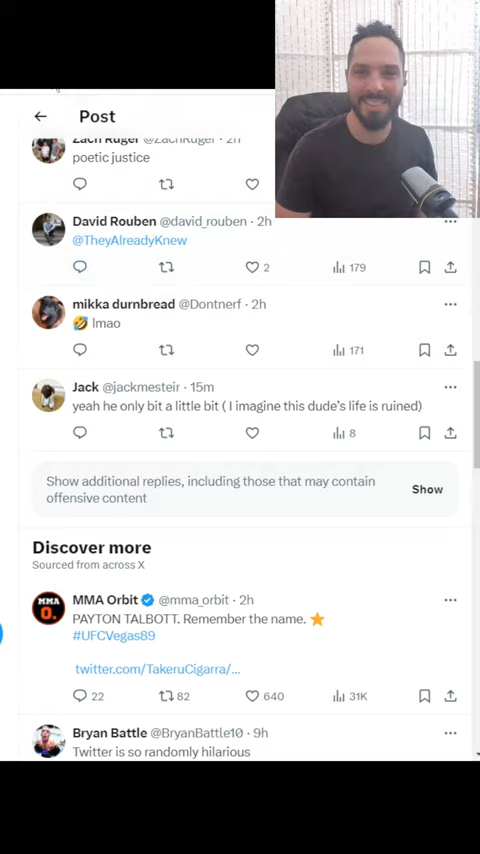 Post
Zach Ruger @ZachRuger · 2h
poetic justice
David Rouben @david_rouben · 2h
@TheyAlreadyKnew
2 179
mikka durnbread @Dontnerf · 2h
lmao
171
Jack @jackmesteir · 15m
yeah he only bit a little bit ( I imagine this dude's life is ruined)
8
Show additional replies, including those that may contain
offensive content
Show
Discover more
Sourced from across X
MMA Orbit @mma_orbit · 2h
PAYTON TALBOTT. Remember the name.
#UFCVegas89
twitter.com/TakeruCigarra/...
22 82 640 31K
Bryan Battle @BryanBattle10 · 9h
Twitter is so randomly hilarious
MMA
O.